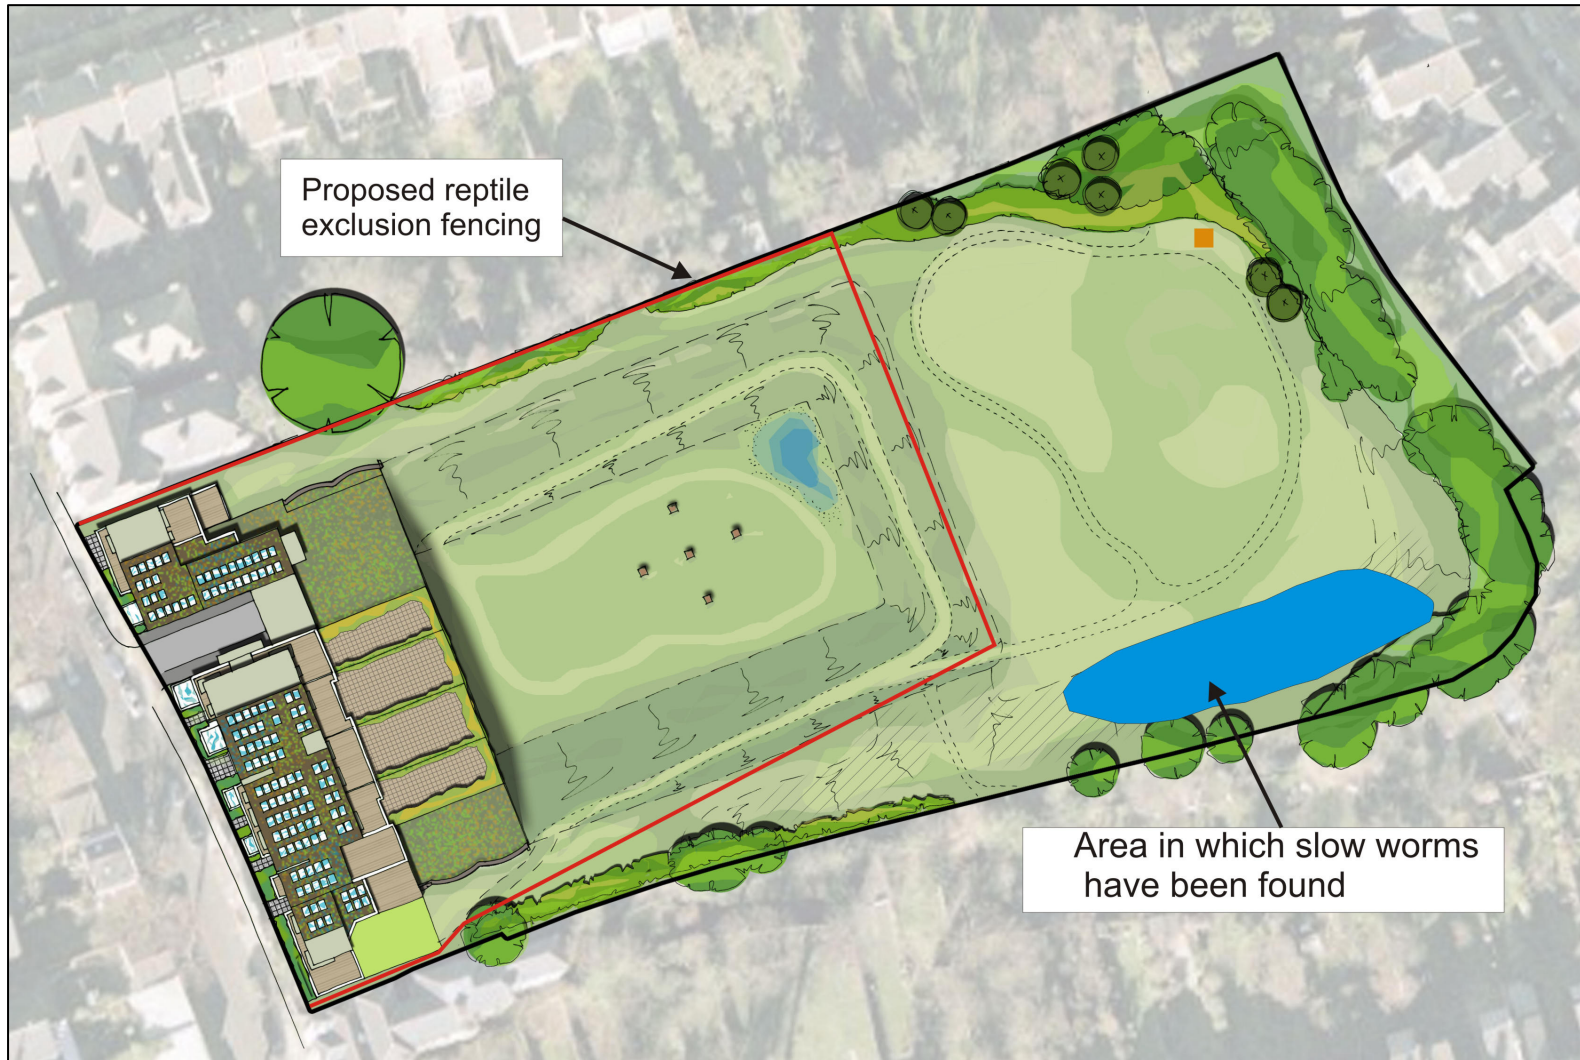 Proposed reptile
exclusion fencing
Area in which slow worms
have been found